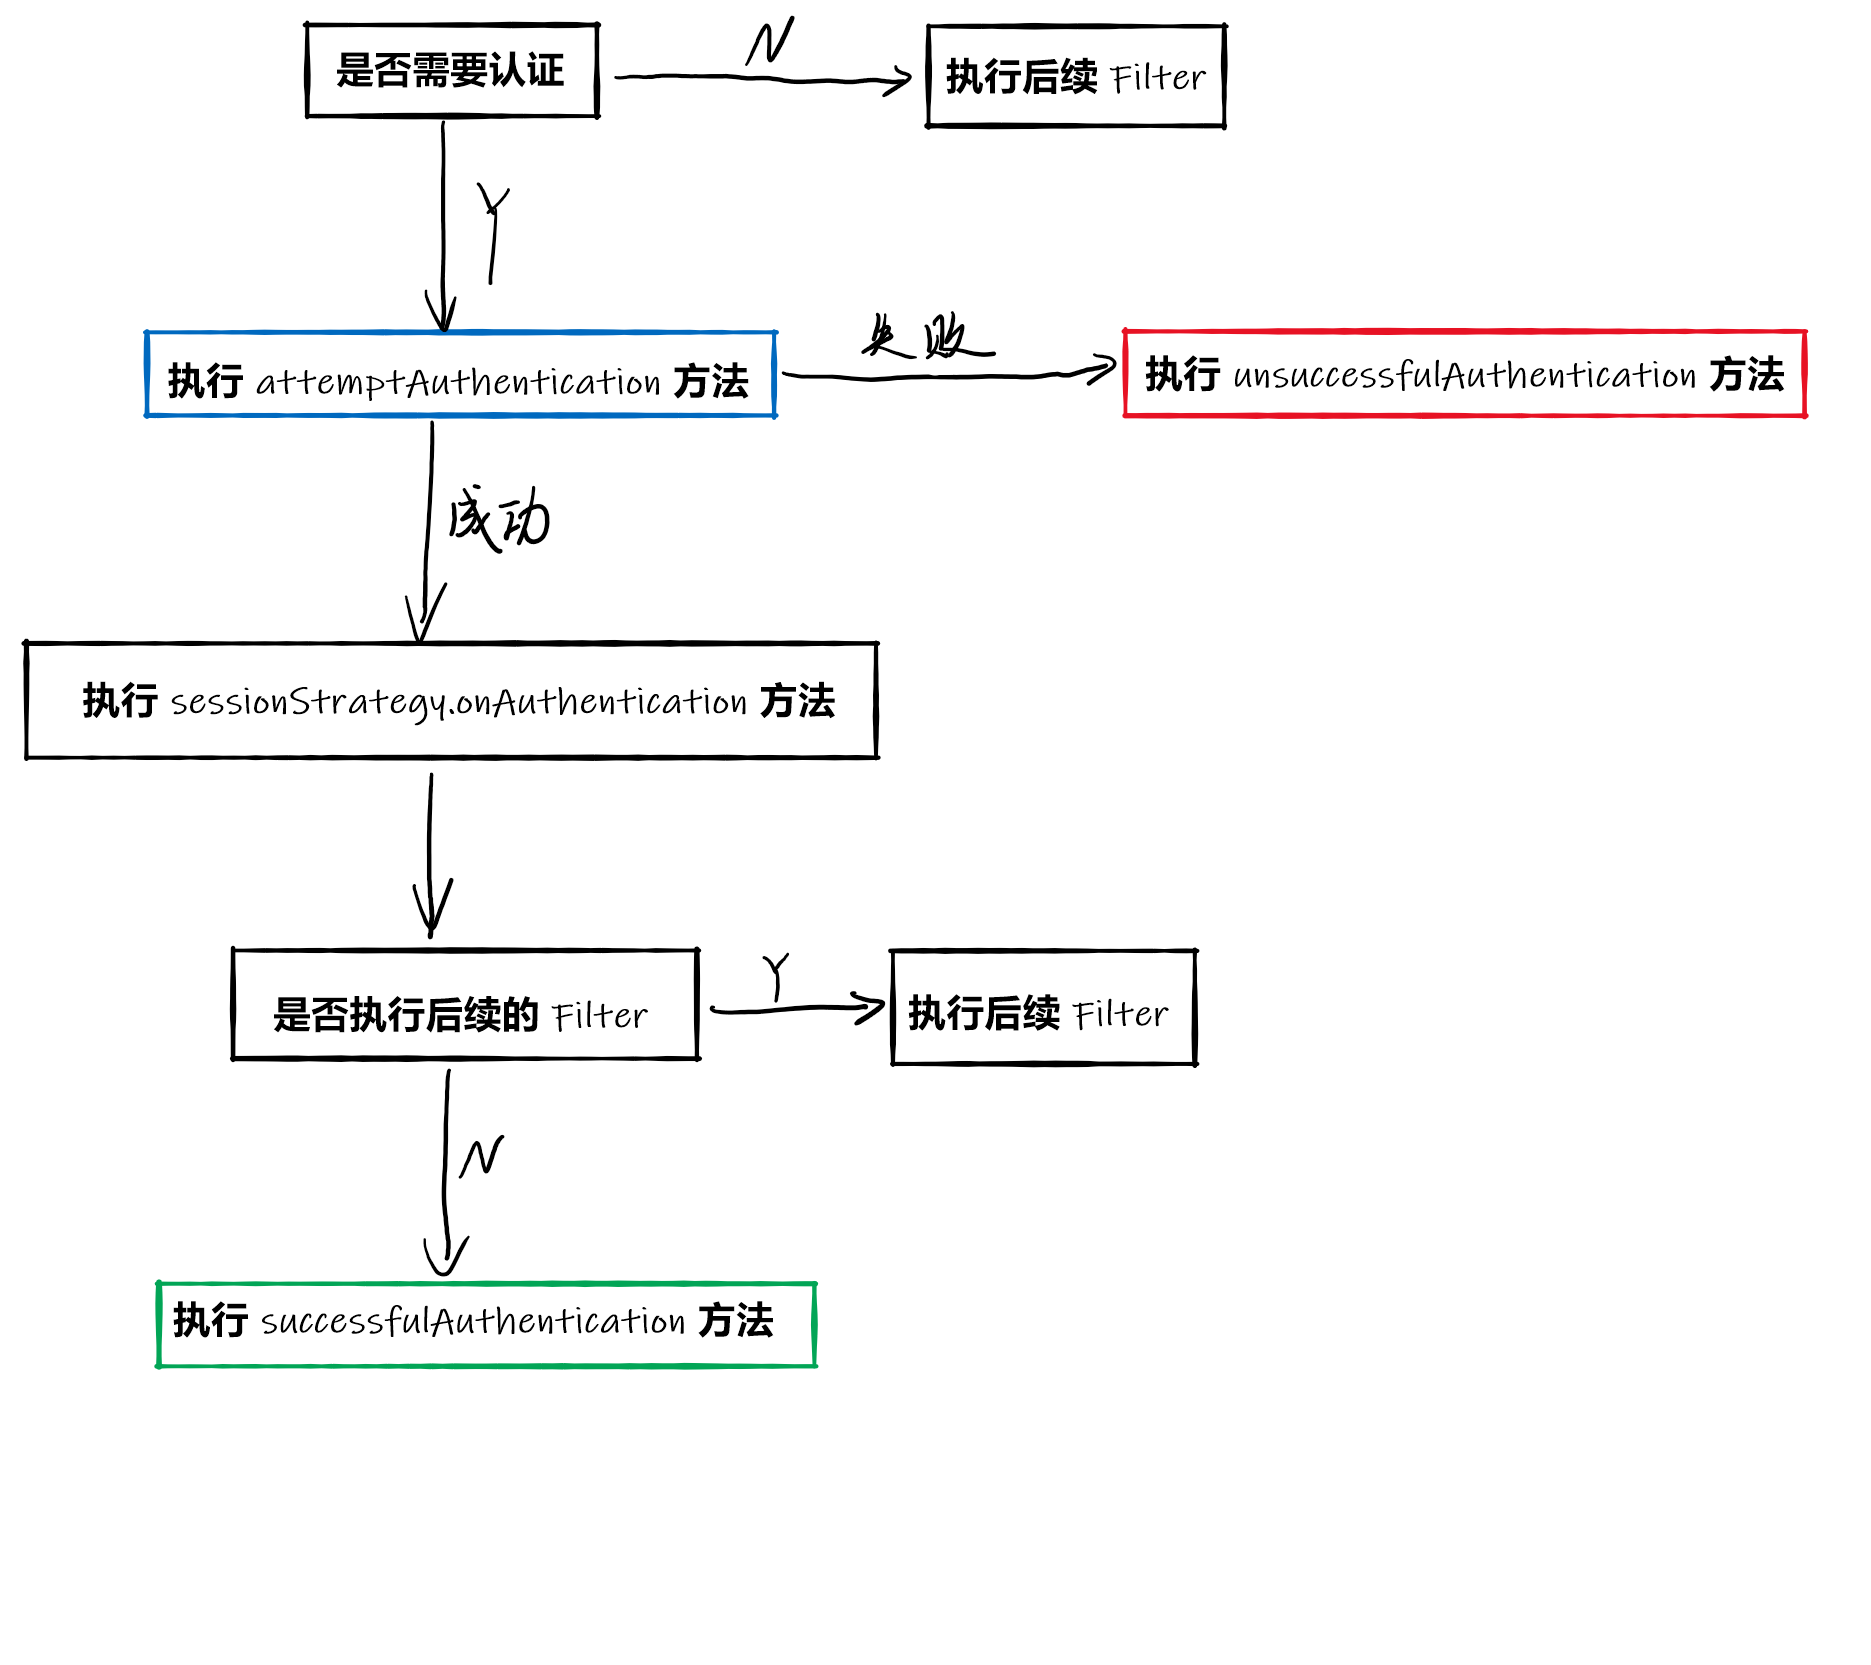 是否需要认证
N
执行后续 Filter
Y
执行 attemptAuthentication 方法
失败
执行 unsuccessfulAuthentication 方法
成功
执行 sessionStrategy.onAuthentication 方法
是否执行后续的 Filter
Y
执行后续 Filter
N
执行 successfulAuthentication 方法